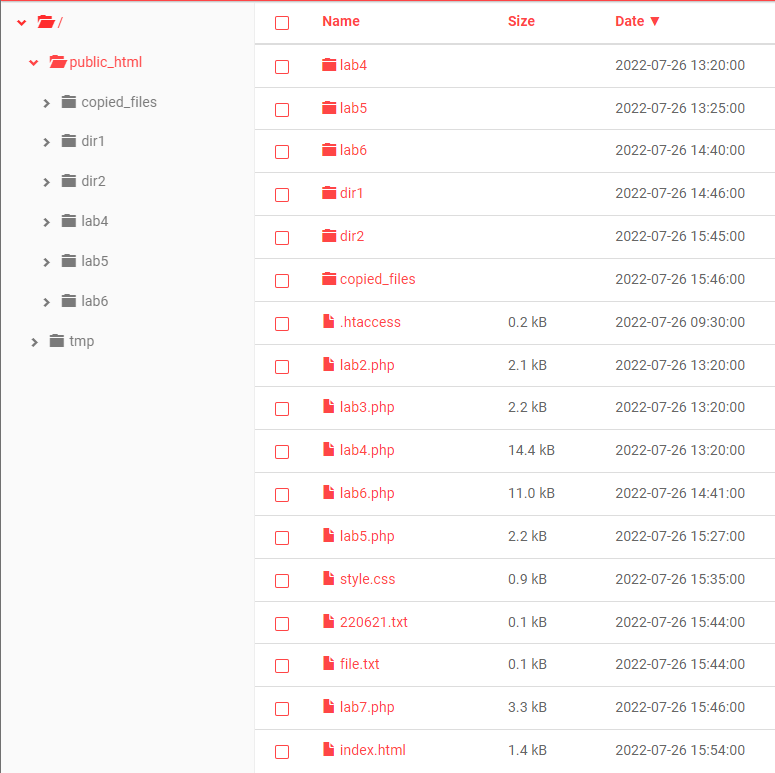 /
public_html
copied_files
dir1
dir2
lab4
lab5
lab6
tmp
Name Size Date ▼
lab4 2022-07-26 13:20:00
lab5 2022-07-26 13:25:00
lab6 2022-07-26 14:40:00
dir1 2022-07-26 14:46:00
dir2 2022-07-26 15:45:00
copied_files 2022-07-26 15:46:00
.htaccess 0.2 kB 2022-07-26 09:30:00
lab2.php 2.1 kB 2022-07-26 13:20:00
lab3.php 2.2 kB 2022-07-26 13:20:00
lab4.php 14.4 kB 2022-07-26 13:20:00
lab6.php 11.0 kB 2022-07-26 14:41:00
lab5.php 2.2 kB 2022-07-26 15:27:00
style.css 0.9 kB 2022-07-26 15:35:00
220621.txt 0.1 kB 2022-07-26 15:44:00
file.txt 0.1 kB 2022-07-26 15:44:00
lab7.php 3.3 kB 2022-07-26 15:46:00
index.html 1.4 kB 2022-07-26 15:54:00